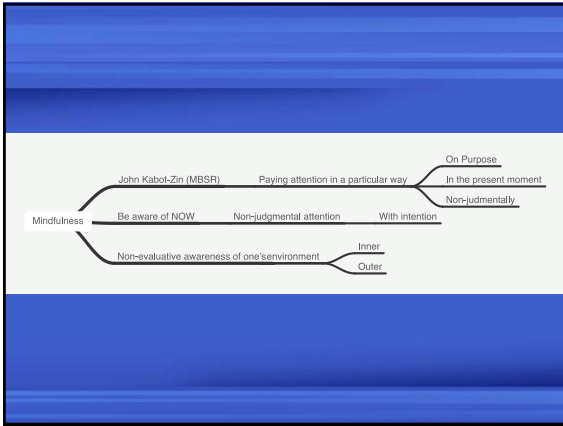 On Purpose
John Kabot-Zin (MBSR) Paying attention in a particular way In the present moment
Non-judmentally
Mindfulness Be aware of NOW Non-judgmental attention With intention
Inner
Non-evaluative awareness of one'senvironment
Outer